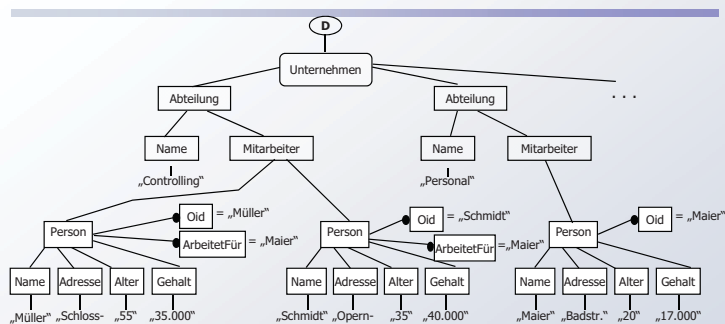 D
Unternehmen
Abteilung
Abteilung
. . .
Name
Mitarbeiter
Name
Mitarbeiter
„Controlling“
„Personal“
Person
Oid = „Müller“
ArbeitetFür = „Maier“
Person
Oid = „Schmidt“
ArbeitetFür =„Maier“
Person
Oid = „Maier“
Name Adresse Alter Gehalt
Name Adresse Alter Gehalt
Name Adresse Alter Gehalt
„Müller“ „Schloss- „55“ „35.000“
„Schmidt“ „Opern- „35“ „40.000“
„Maier“ „Badstr.“ „20“ „17.000“